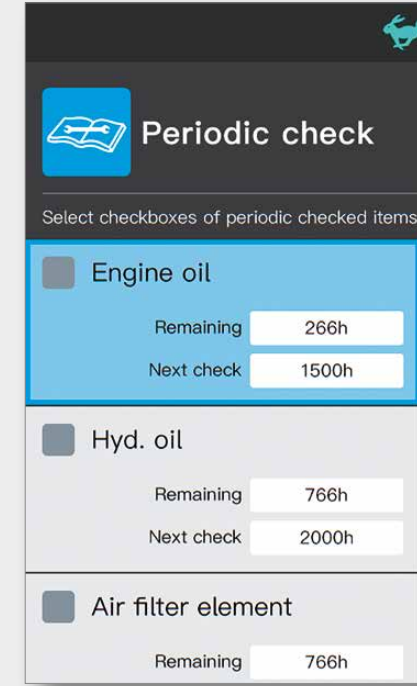 Periodic check
Select checkboxes of periodic checked items
Engine oil
Remaining 266h
Next check 1500h
Hyd. oil
Remaining 766h
Next check 2000h
Air filter element
Remaining 766h